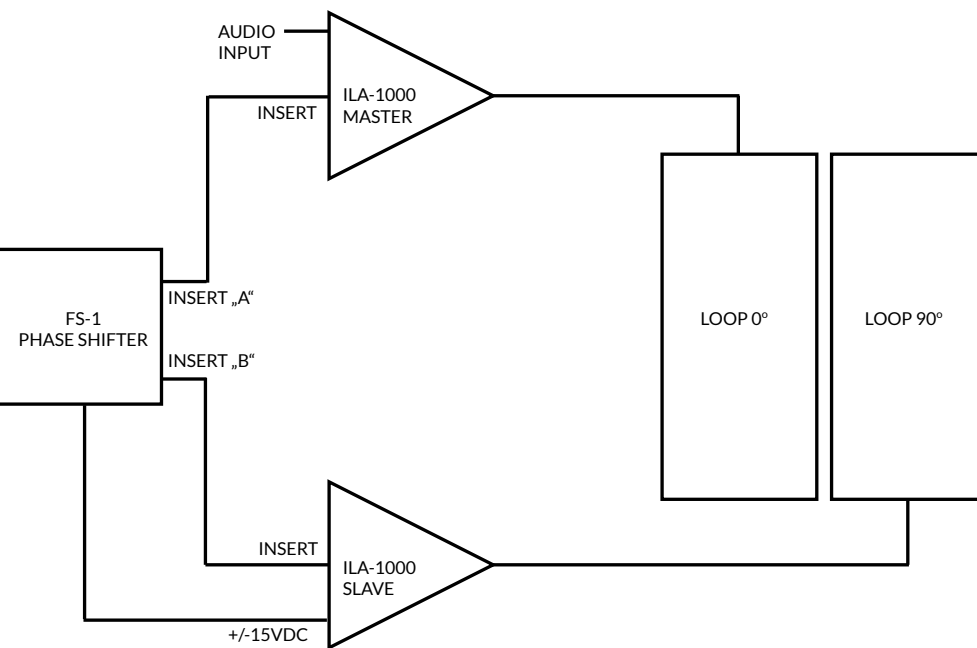 AUDIO
INPUT
INSERT
ILA-1000
MASTER
INSERT „A“
FS-1
PHASE SHIFTER
INSERT „B“
LOOP 0°
LOOP 90°
INSERT
ILA-1000
SLAVE
+/-15VDC